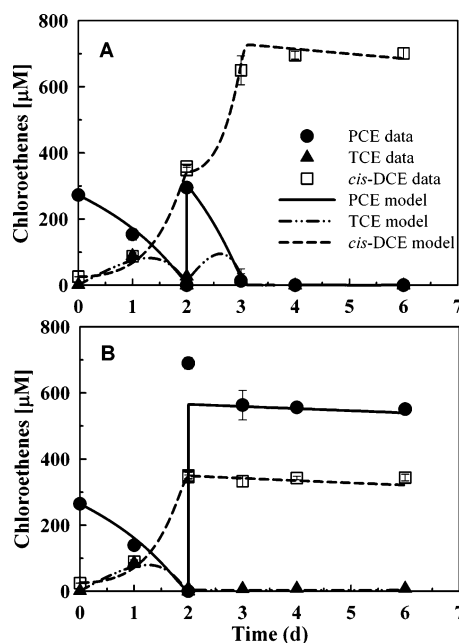 A
Chloroethenes [μM]
800
600
400
200
0
PCE data
TCE data
cis-DCE data
PCE model
TCE model
cis-DCE model
0 1 2 3 4 5 6 7
B
Chloroethenes [μM]
800
600
400
200
0
0 1 2 3 4 5 6 7
Time (d)